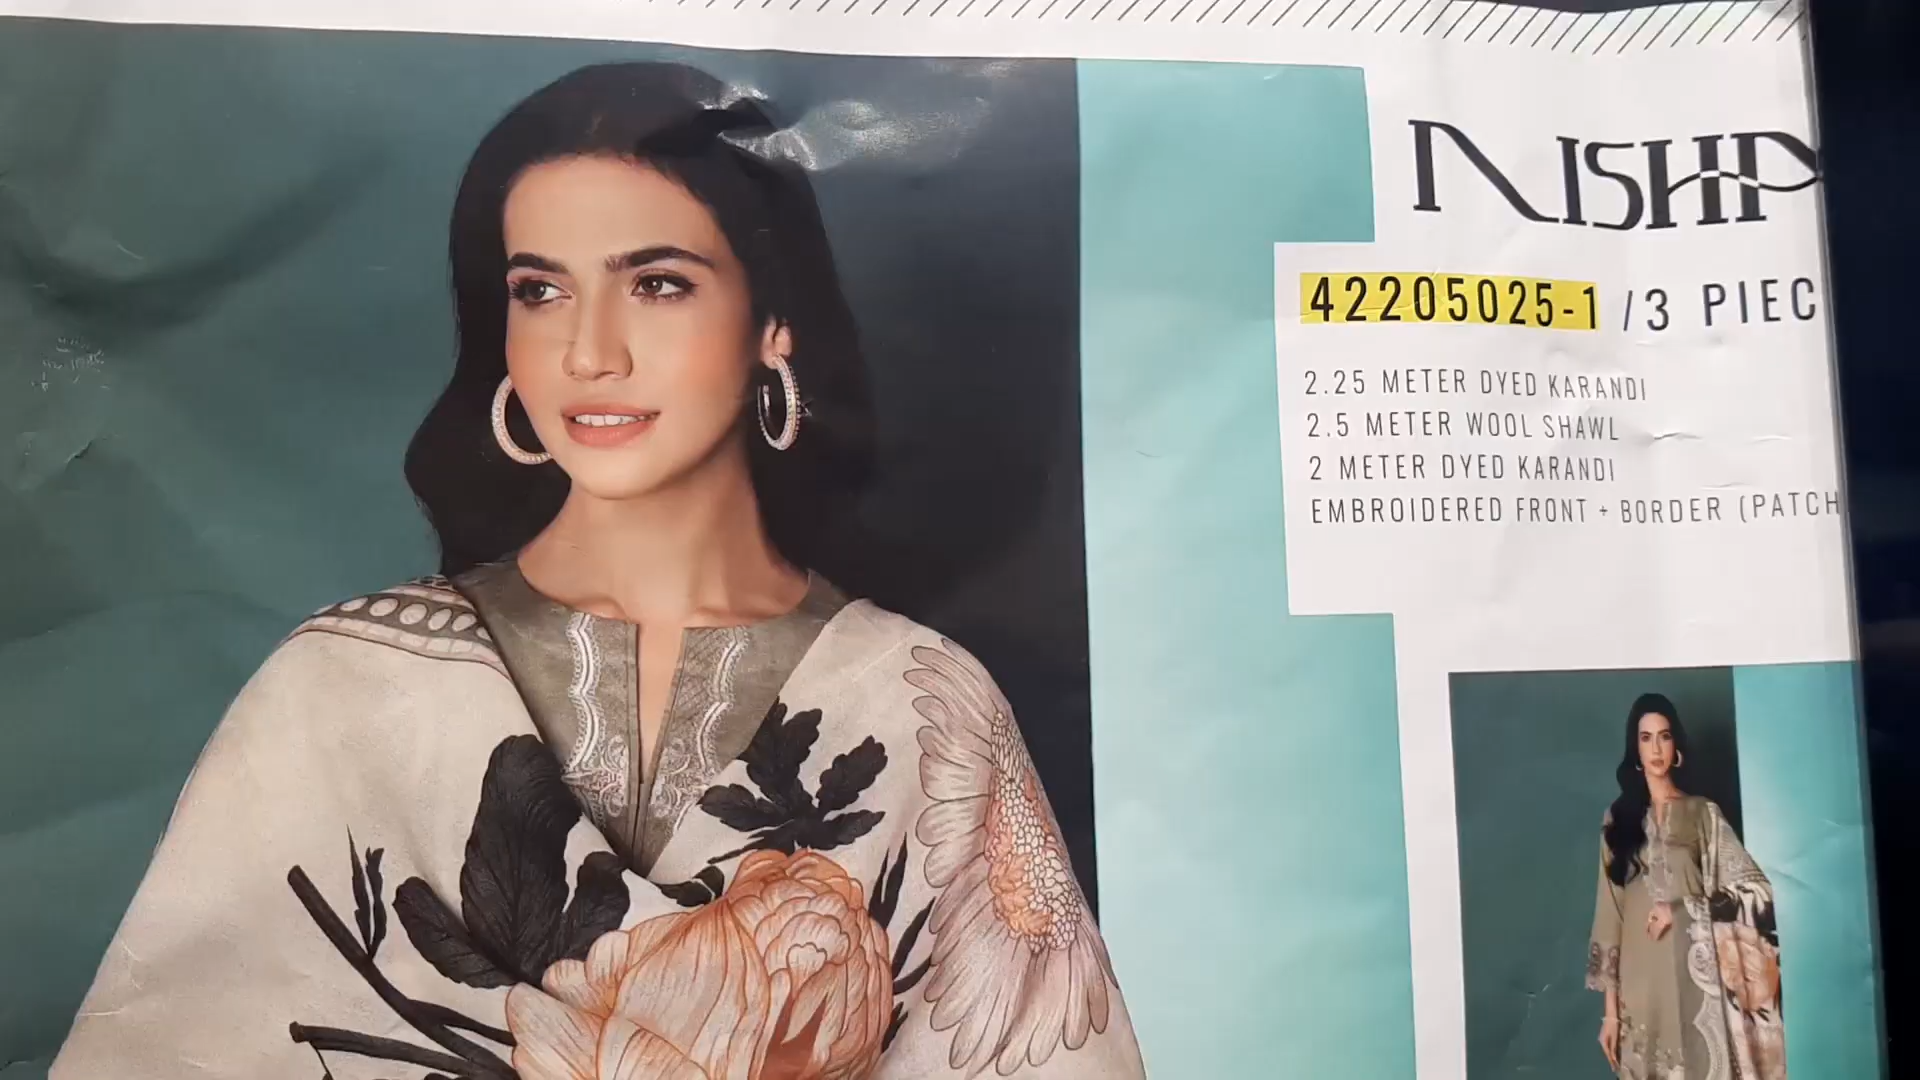 NISHA
42205025-1 /3 PIEC
2.25 METER DYED KARANDI
2.5 METER WOOL SHAWL
2 METER DYED KARANDI
EMBROIDERED FRONT + BORDER (PATCH